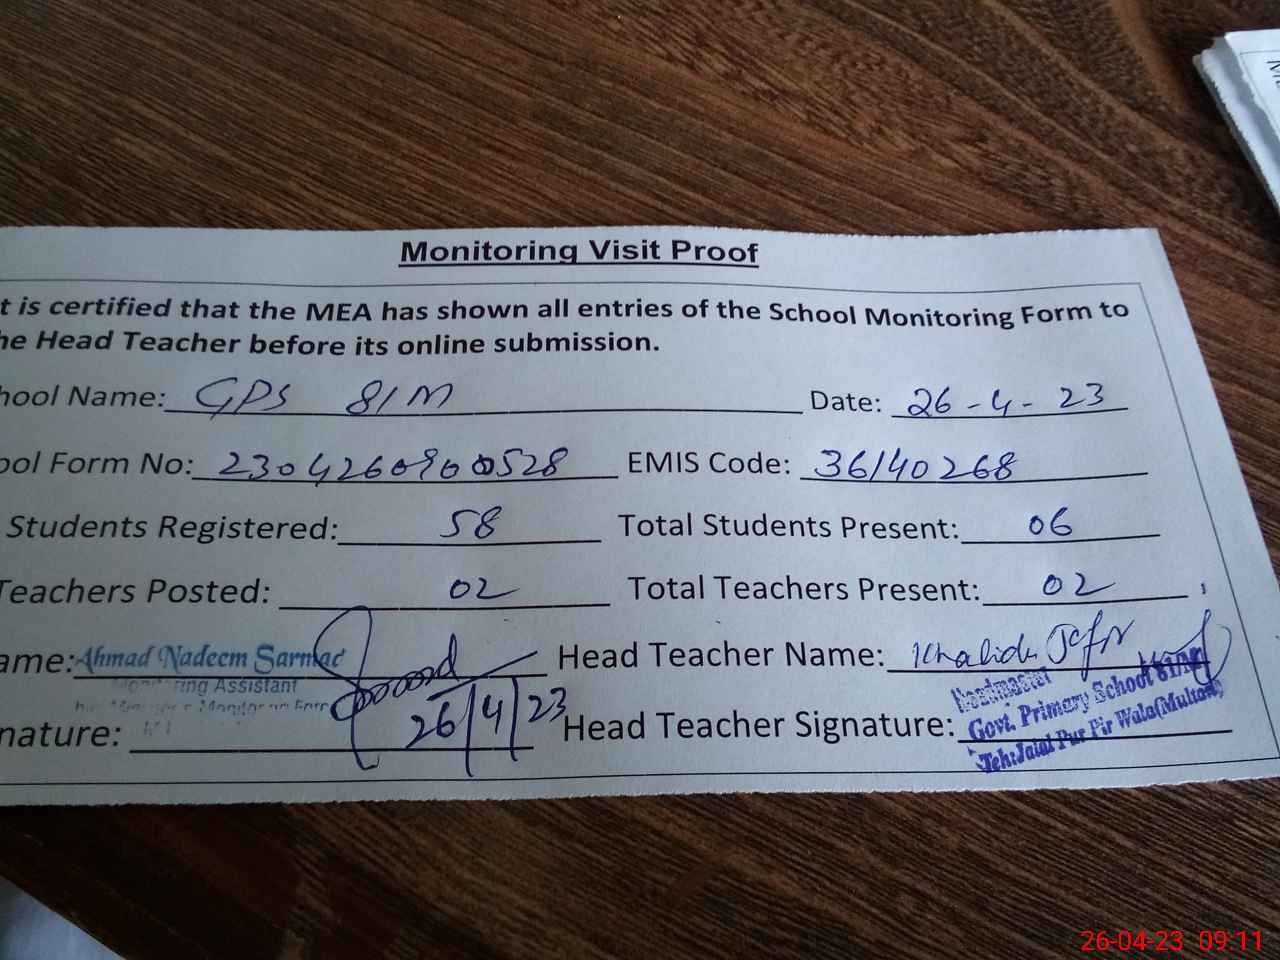 Monitoring Visit Proof
t is certified that the MEA has shown all entries of the School Monitoring Form to
he Head Teacher before its online submission.
hool Name: GPS 81M Date: 26-4-23
ool Form No: 2304260900528 EMIS Code: 36140268
Students Registered: 58 Total Students Present: 06
Teachers Posted: 02 Total Teachers Present: 02
ame: Ahmad Nadeem Sarmad Head Teacher Name: Khalida
ring Assistant
26/4/23
nature: Head Teacher Signature:
Headmaster
Govt. Primary School 81M
Teh: Jalal Pur Pir Wala (Multan)
26-04-23 09:11